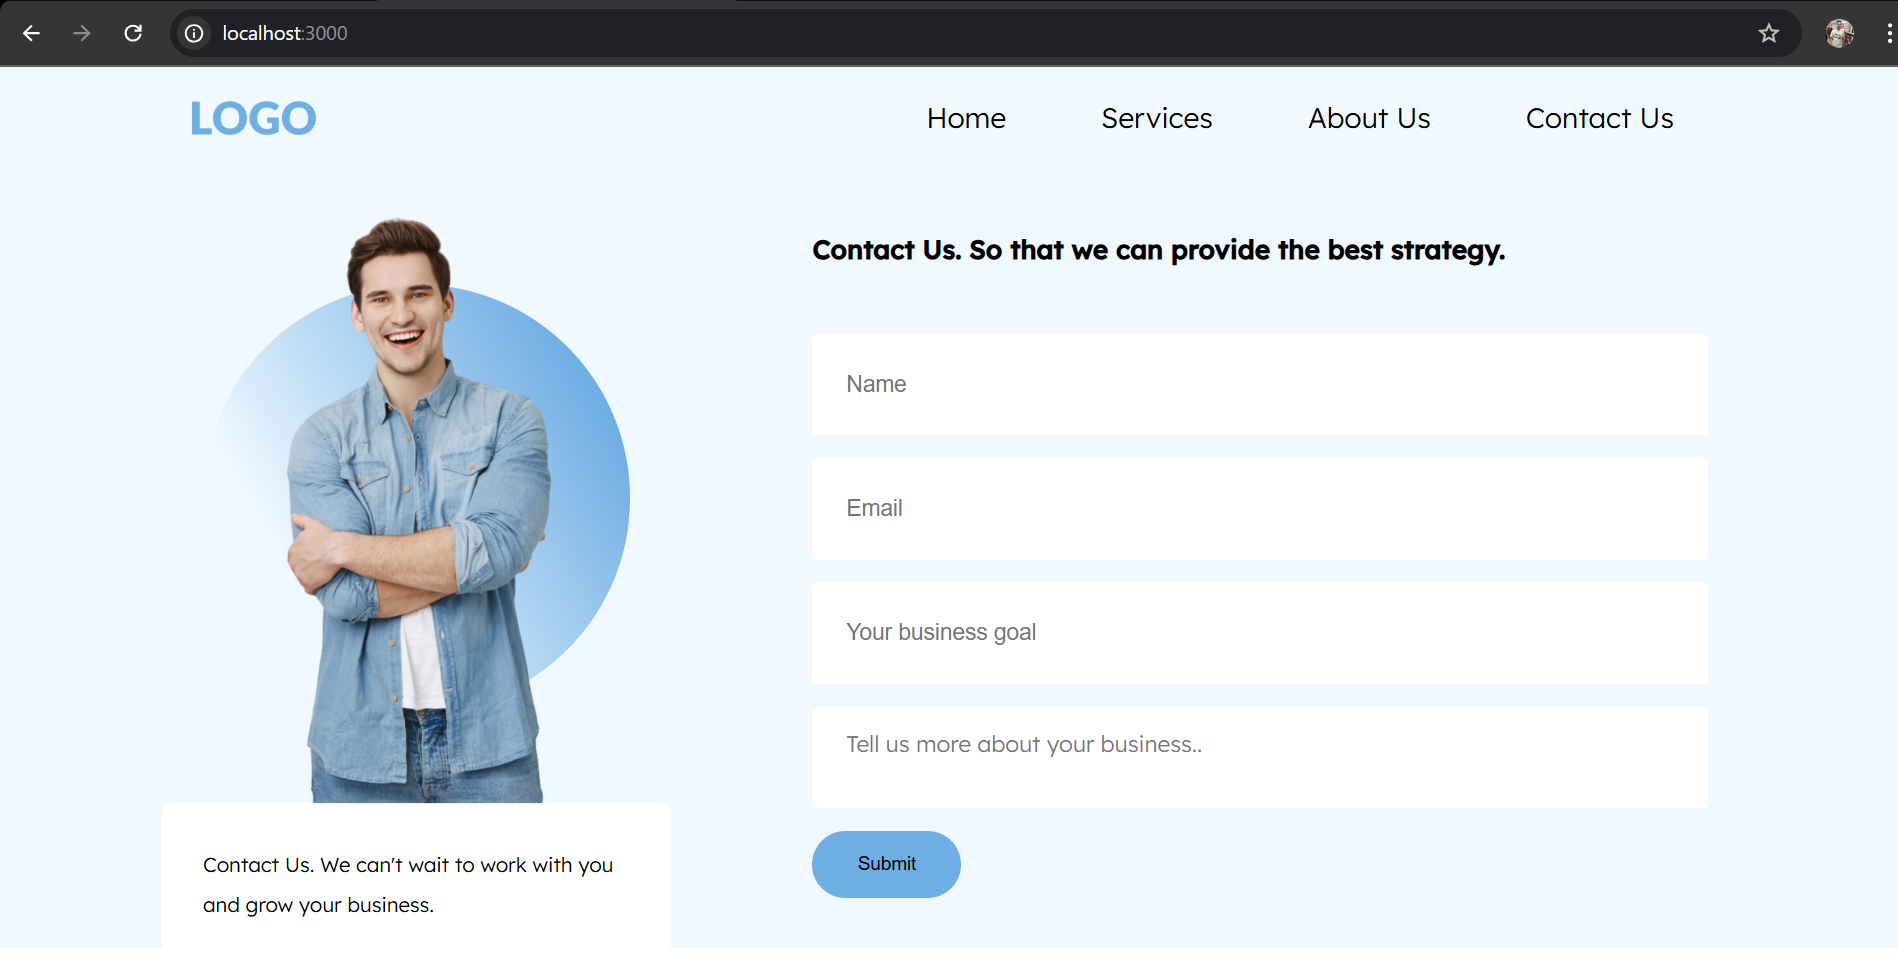 localhost:3000
LOGO
Home
Services
About Us
Contact Us
Contact Us. So that we can provide the best strategy.
Name
Email
Your business goal
Tell us more about your business..
Submit
Contact Us. We can't wait to work with you
and grow your business.